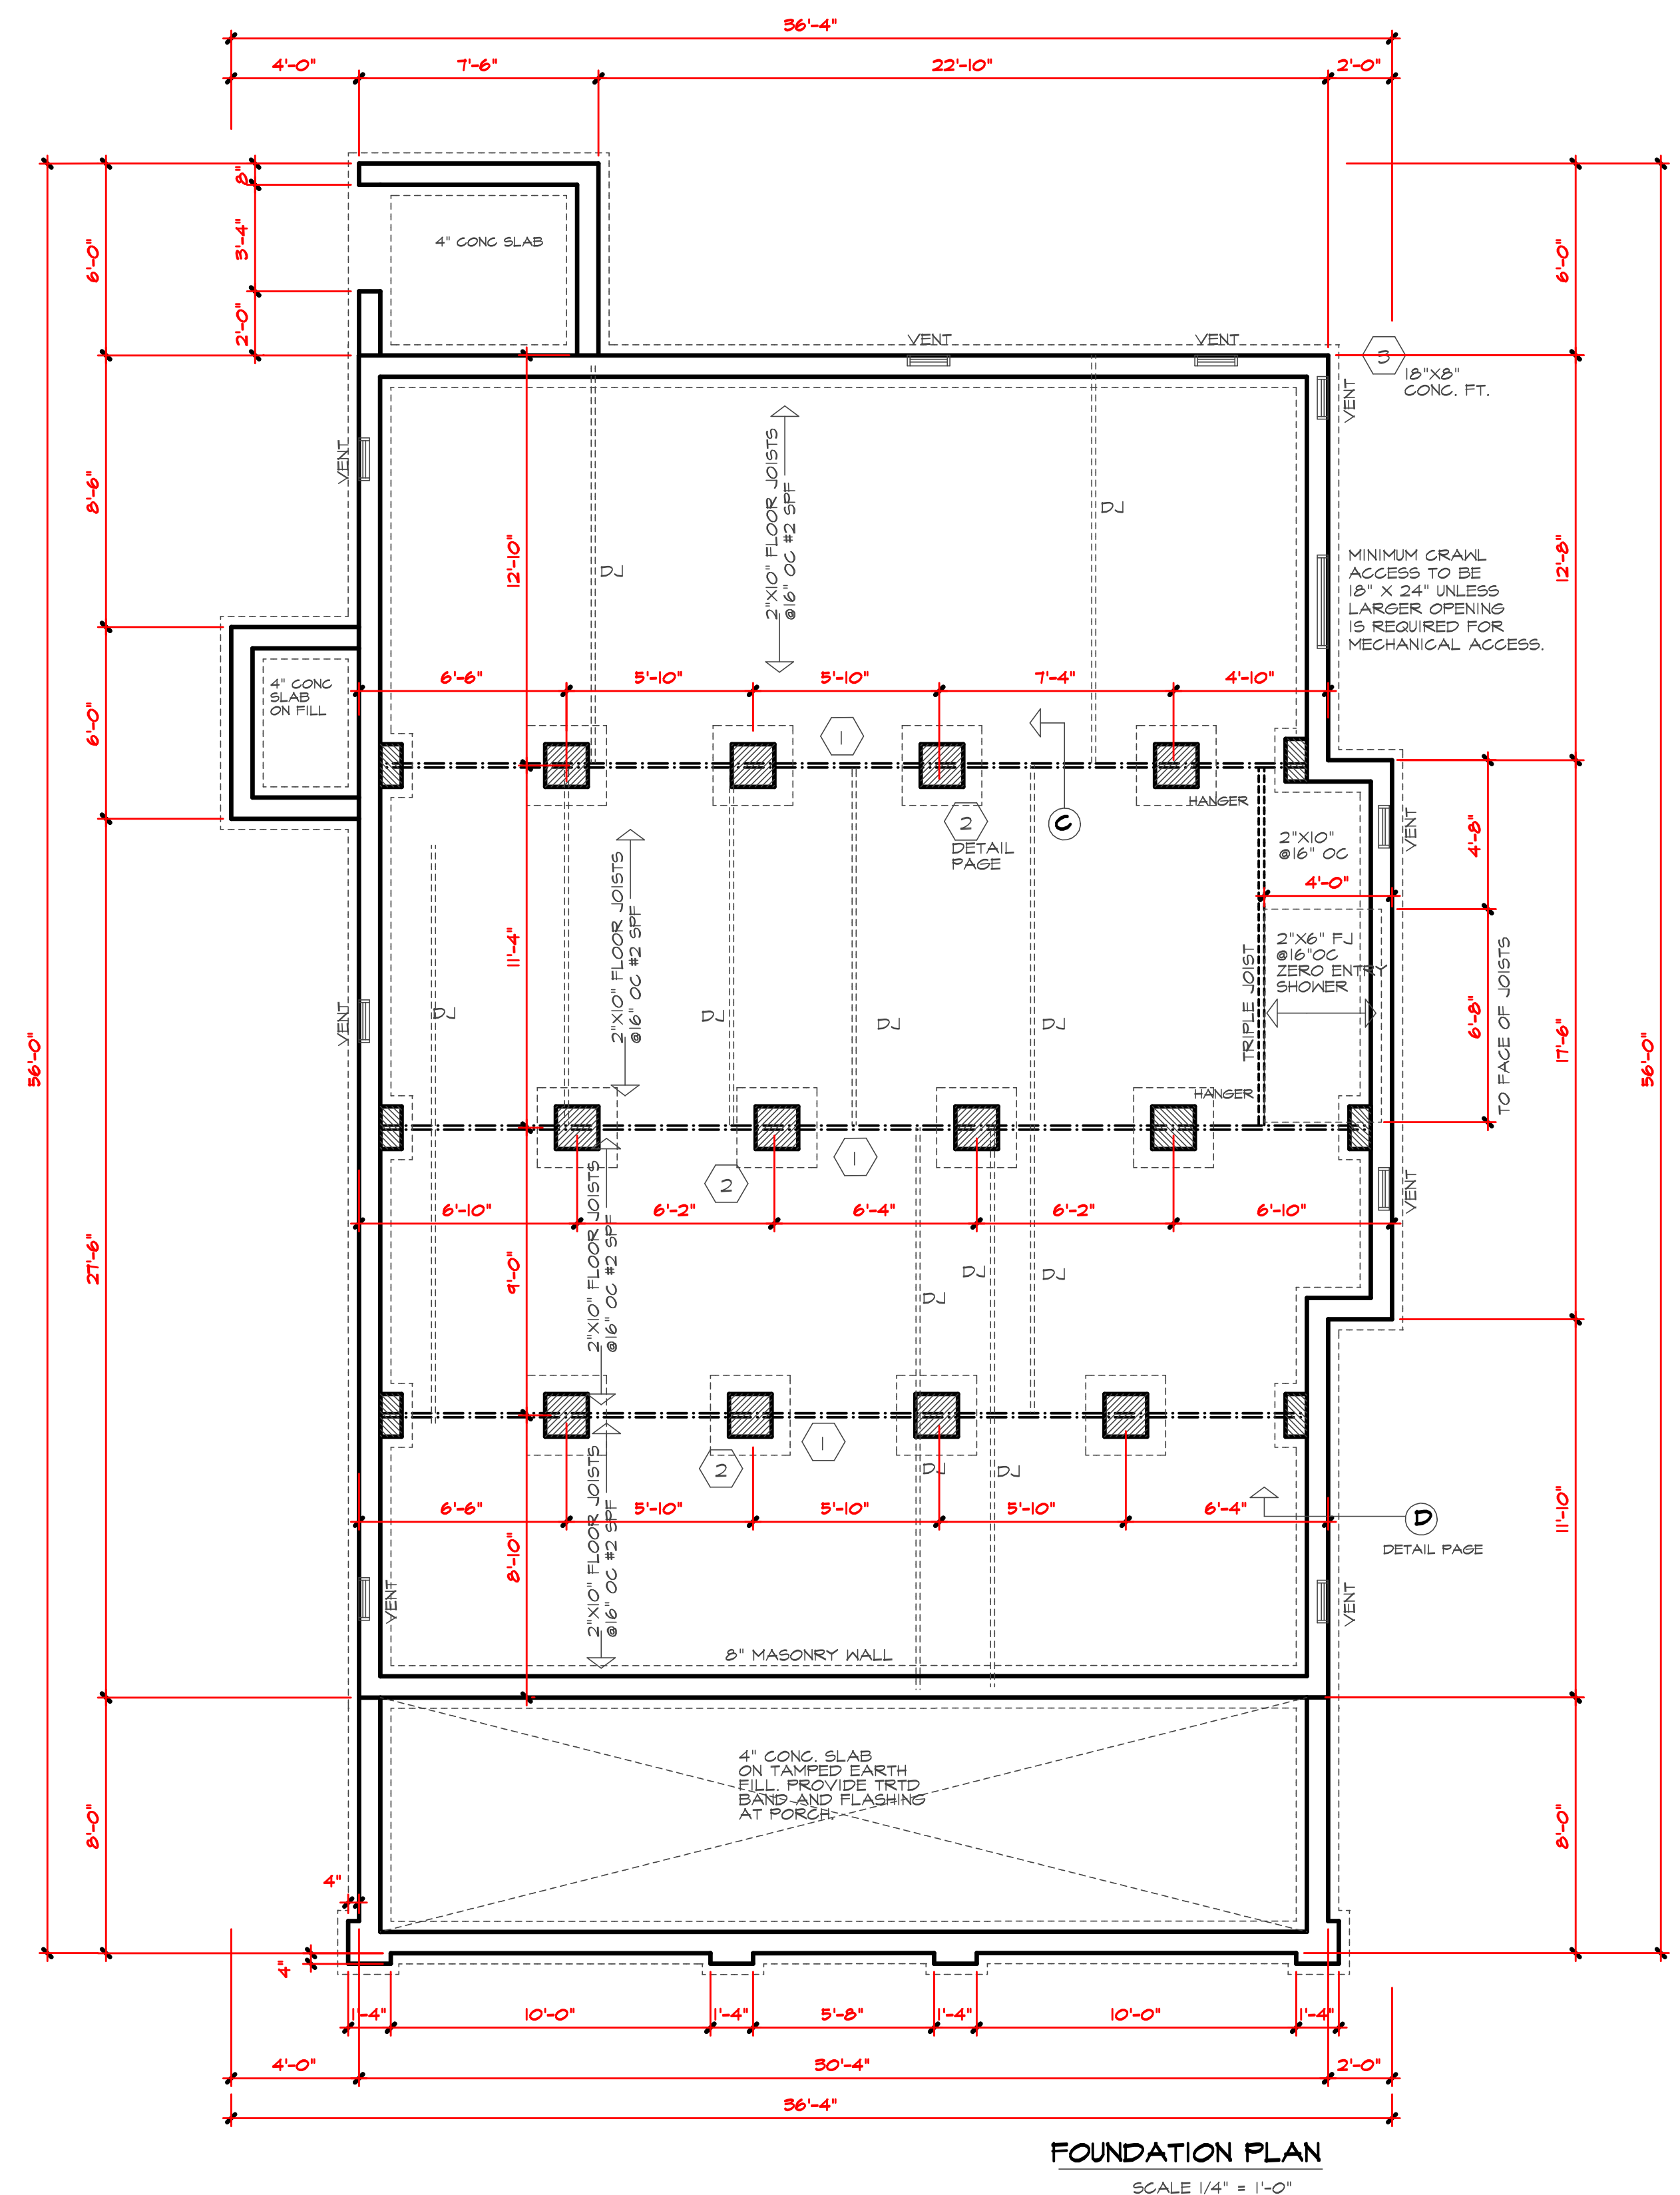 36'-4"
4'-0"
7'-6"
22'-10"
2'-0"
8"
3'-4"
2'-0"
6'-0"
4" CONC SLAB
6'-0"
VENT
VENT
3
18"X8"
CONC. FT.
VENT
VENT
8'-6"
12'-10"
2"X10" FLOOR JOISTS
@16" OC #2 SPF
DJ
DJ
12'-8"
MINIMUM CRAWL
ACCESS TO BE
18" X 24" UNLESS
LARGER OPENING
IS REQUIRED FOR
MECHANICAL ACCESS.
6'-6"
5'-10"
5'-10"
7'-4"
4'-10"
4" CONC
SLAB
ON FILL
6'-0"
1
HANGER
2
DETAIL
PAGE
C
2"X10"
@16" OC
VENT
4'-8"
4'-0"
11'-4"
2"X10" FLOOR JOISTS
@16" OC #2 SPF
TRIPLE JOIST
2"X6" FJ
@16"OC
ZERO ENTRY
SHOWER
6'-8"
TO FACE OF JOISTS
VENT
DJ
DJ
DJ
DJ
56'-0"
17'-6"
56'-0"
HANGER
1
2
VENT
6'-10"
6'-2"
6'-4"
6'-2"
6'-10"
27'-6"
9'-0"
2"X10" FLOOR JOISTS
@16" OC #2 SPF
DJ
DJ
DJ
1
2
DJ
DJ
6'-6"
5'-10"
5'-10"
5'-10"
6'-4"
11'-10"
D
DETAIL PAGE
8'-10"
2"X10" FLOOR JOISTS
@16" OC #2 SPF
VENT
VENT
8" MASONRY WALL
4" CONC. SLAB
ON TAMPED EARTH
FILL. PROVIDE TRTD
BAND AND FLASHING
AT PORCH.
8'-0"
8'-0"
4"
4"
1'-4"
10'-0"
1'-4"
5'-8"
1'-4"
10'-0"
1'-4"
4'-0"
30'-4"
2'-0"
36'-4"
FOUNDATION PLAN
SCALE 1/4" = 1'-0"